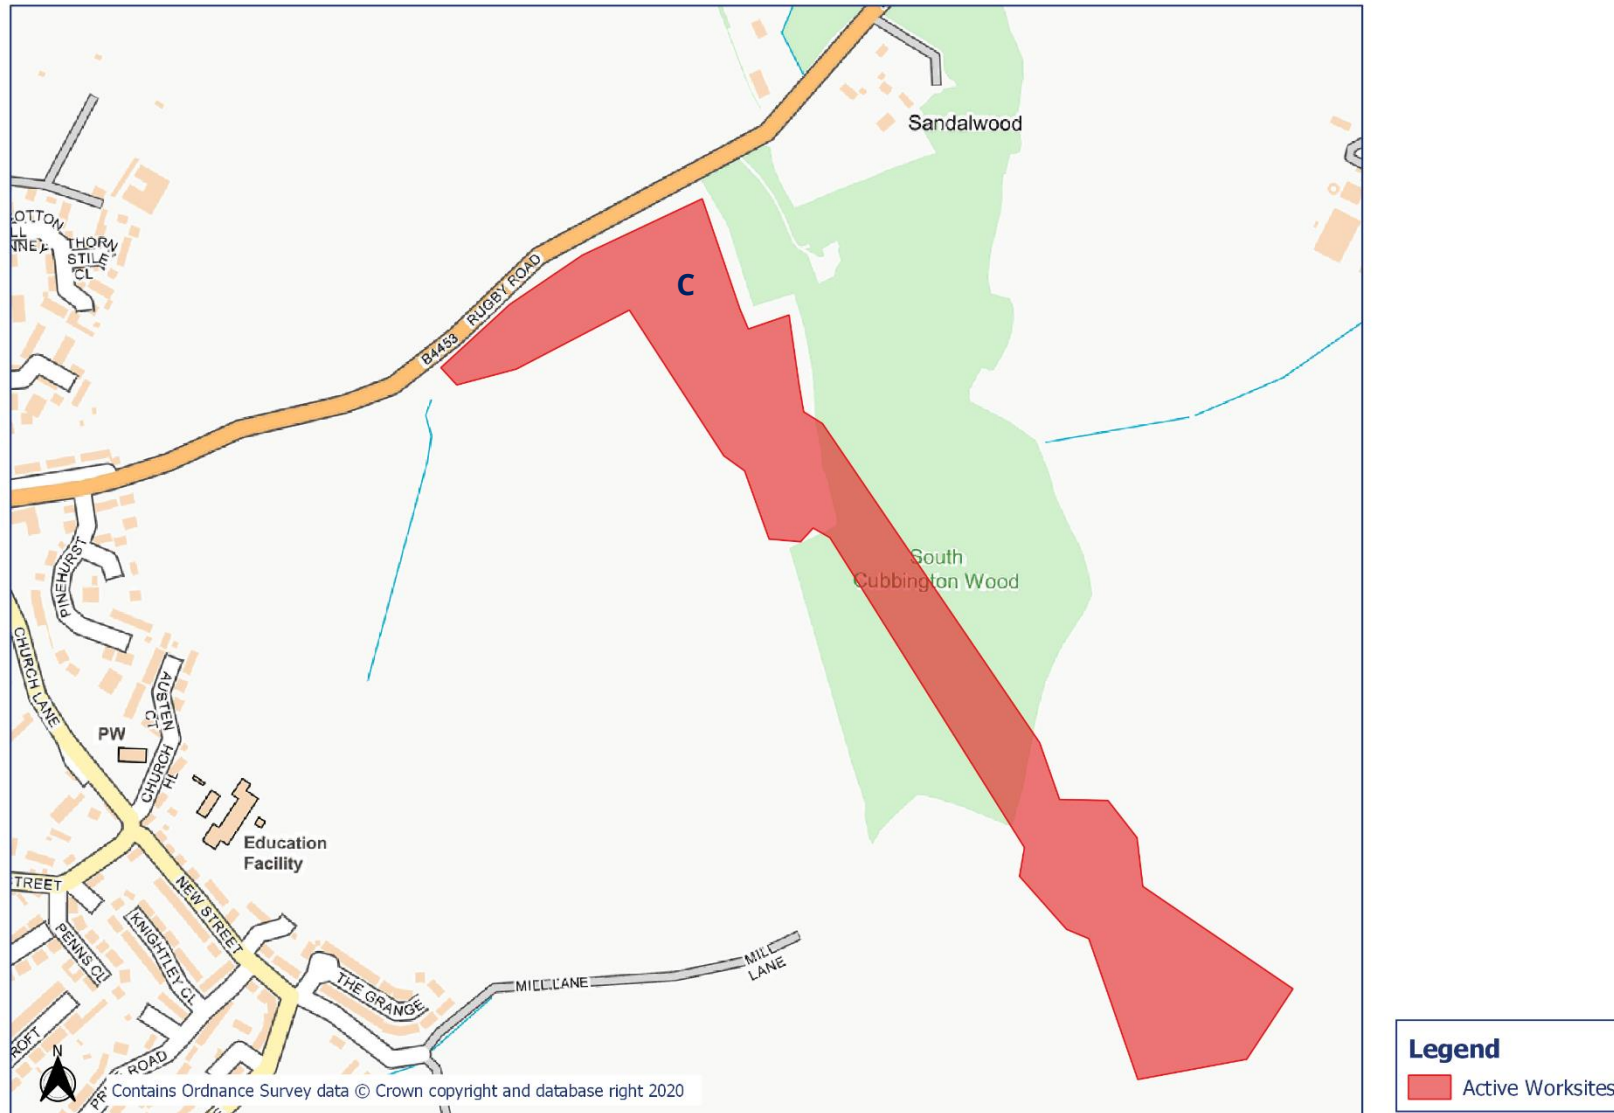 Sandalwood
THORN
STILE
CL
C
RUGBY ROAD
B4453
PINEHURST
South
Cubbington Wood
CHURCH LANE
AUSTEN
CT
PW
CHURCH
HL
Education
Facility
TREET
NEW STREET
PENNS CL
KNIGHTLEY CL
THE GRANGE
MILL LANE
MIL
LANE
ROFT
ROAD
N
Contains Ordnance Survey data © Crown copyright and database right 2020
Legend
Active Worksites